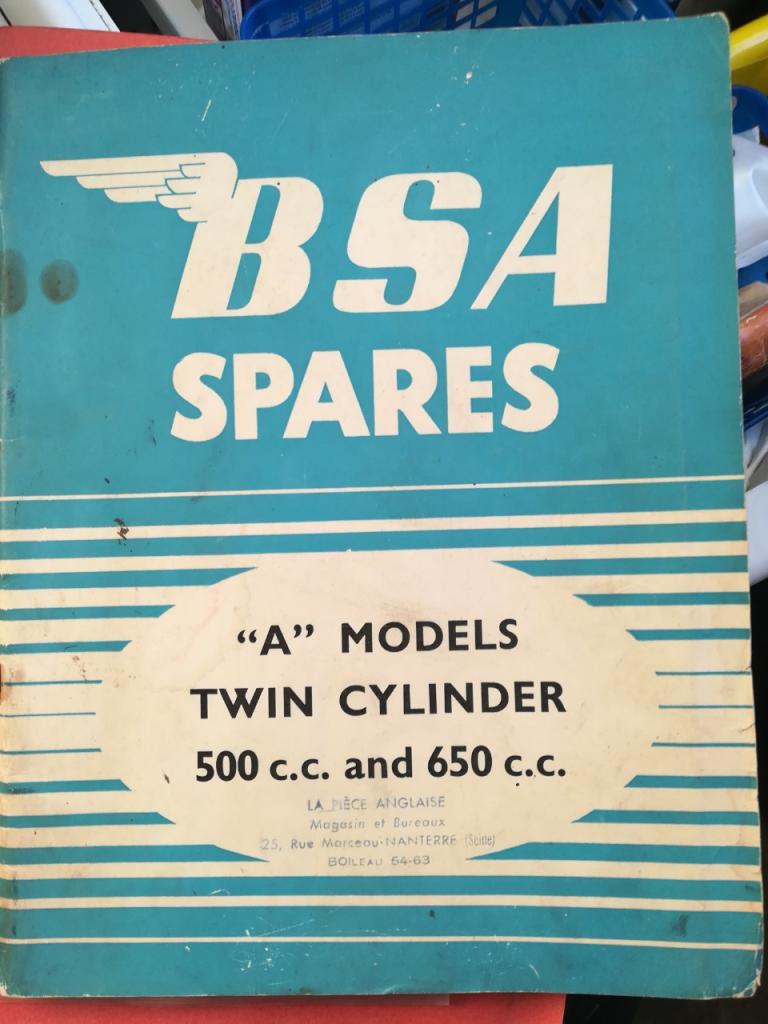 BSA
SPARES
"A" MODELS
TWIN CYLINDER
500 c.c. and 650 c.c.
LA PIÈCE ANGLAISE
Magasin et Bureaux
25, Rue Marceau-NANTERRE (Seine)
BOILEAU 54-63